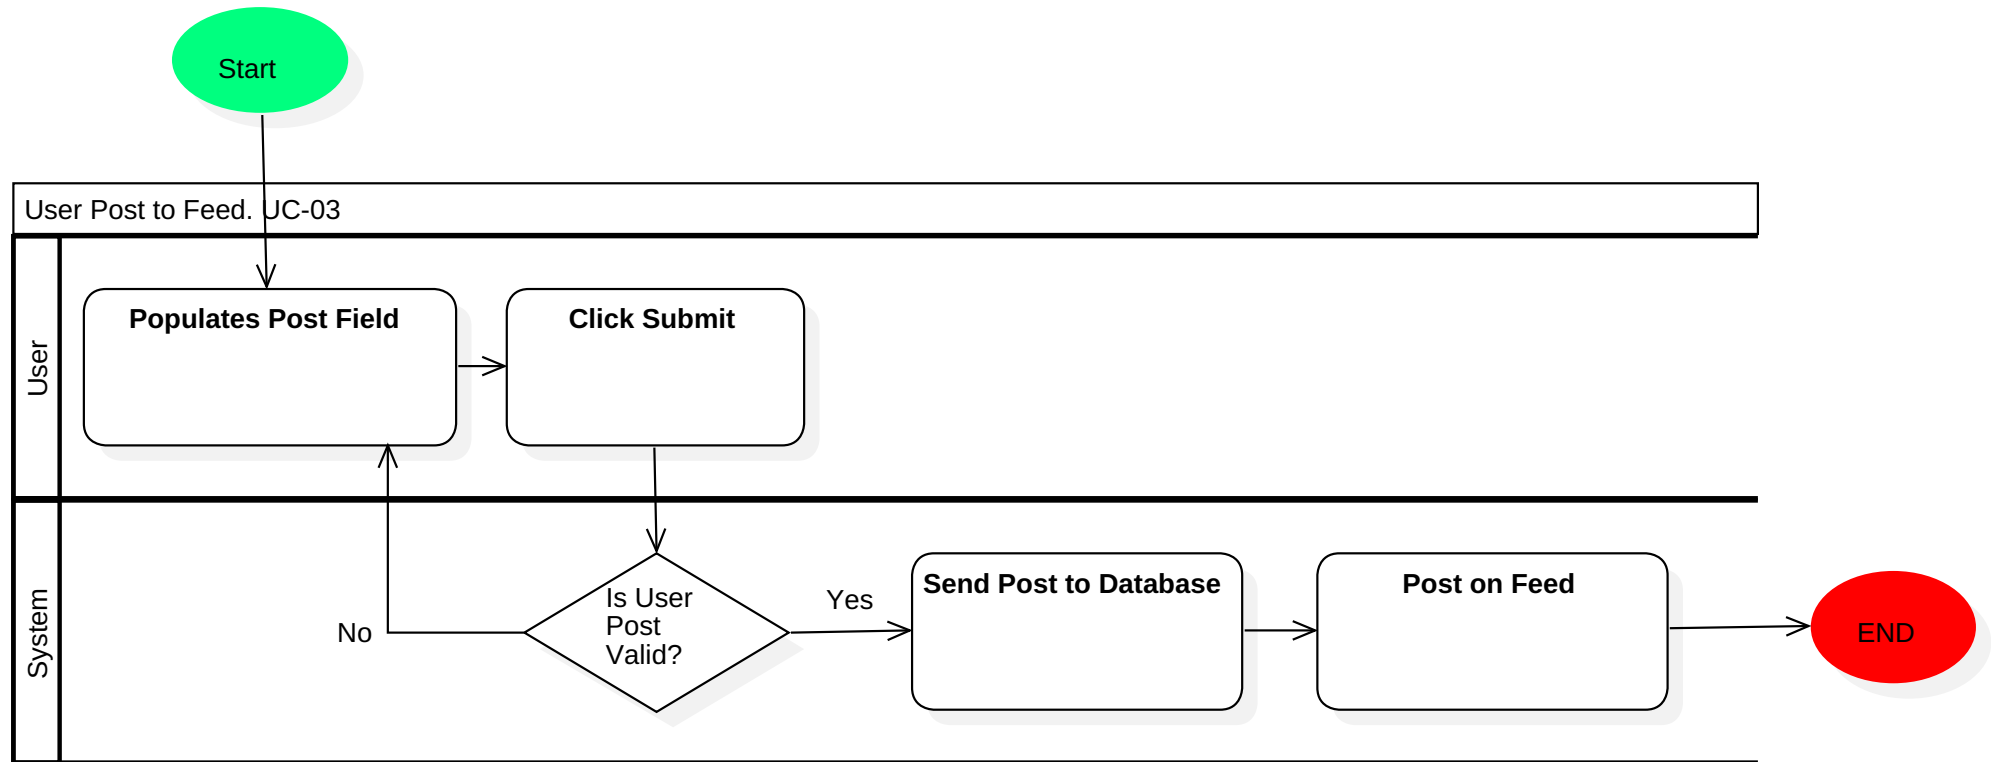 Start
User Post to Feed. UC-03
User
Populates Post Field
Click Submit
System
No
Is User
Post
Valid?
Yes
Send Post to Database
Post on Feed
END